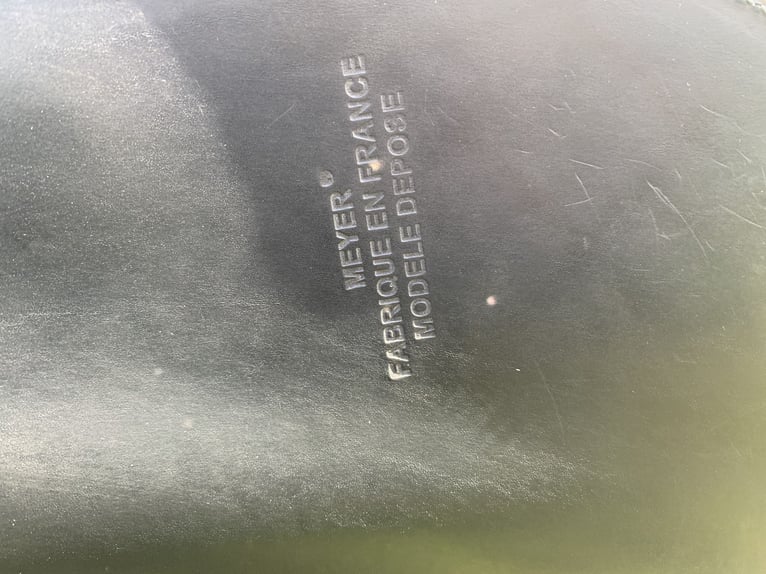 MEYER ®
FABRIQUE EN FRANCE
MODELE DEPOSE